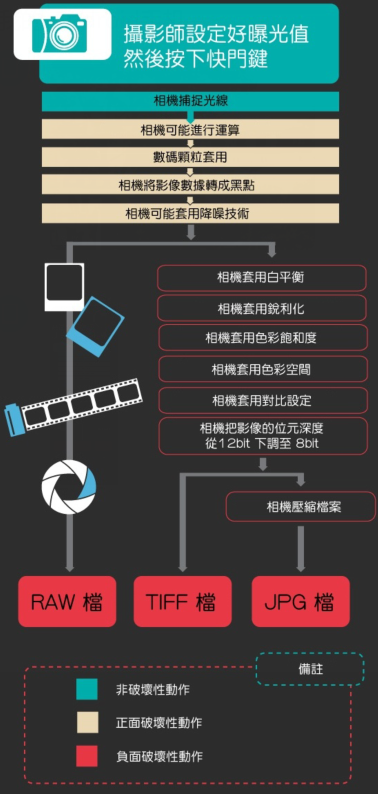 攝影師設定好曝光值
然後按下快門鍵
相機捕捉光線
相機可能進行運算
數碼顆粒套用
相機將影像數據轉成黑點
相機可能套用降噪技術
相機套用白平衡
相機套用銳利化
相機套用色彩飽和度
相機套用色彩空間
相機套用對比設定
相機把影像的位元深度
從12bit 下調至 8bit
相機壓縮檔案
RAW 檔
TIFF 檔
JPG 檔
備註
非破壞性動作
正面破壞性動作
負面破壞性動作